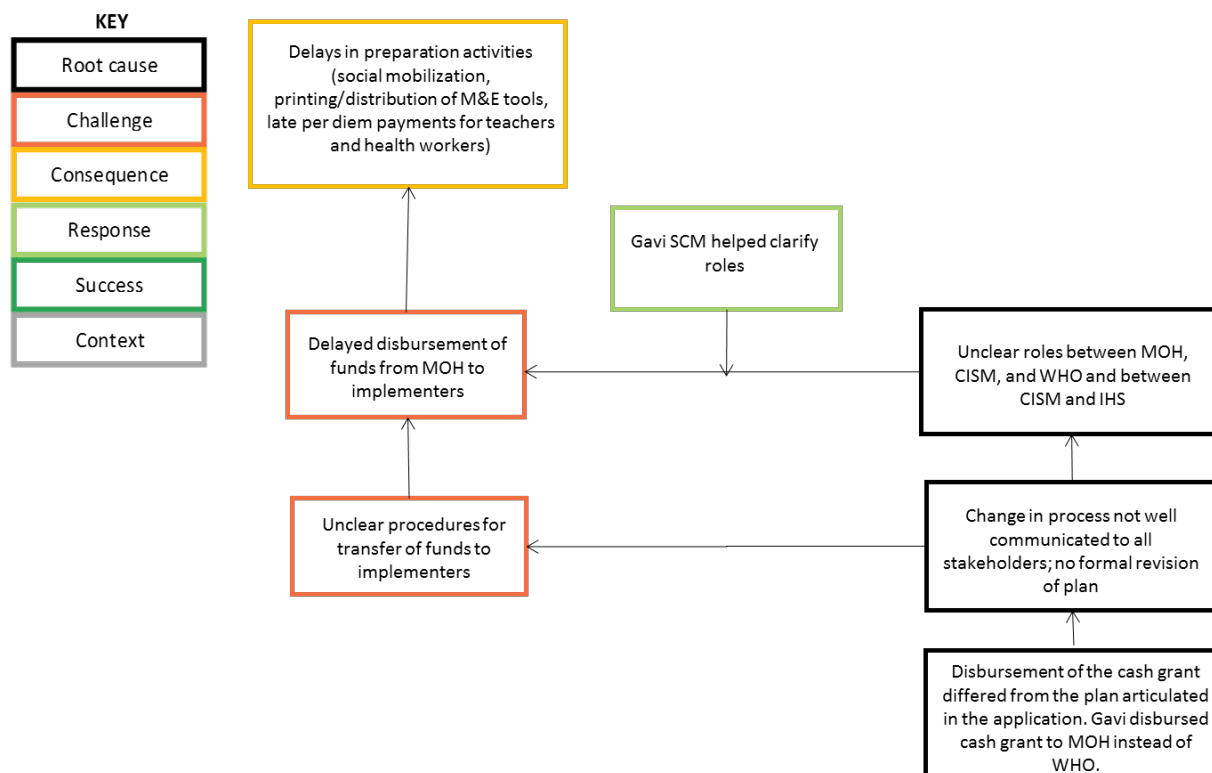 KEY
Root cause
Challenge
Consequence
Response
Success
Context
Delays in preparation activities
(social mobilization,
printing/distribution of M&E tools,
late per diem payments for teachers
and health workers)
Gavi SCM helped clarify
roles
Delayed disbursement of
funds from MOH to
implementers
Unclear roles between MOH,
CISM, and WHO and between
CISM and IHS
Unclear procedures for
transfer of funds to
implementers
Change in process not well
communicated to all
stakeholders; no formal revision
of plan
Disbursement of the cash grant
differed from the plan articulated
in the application. Gavi disbursed
cash grant to MOH instead of
WHO.